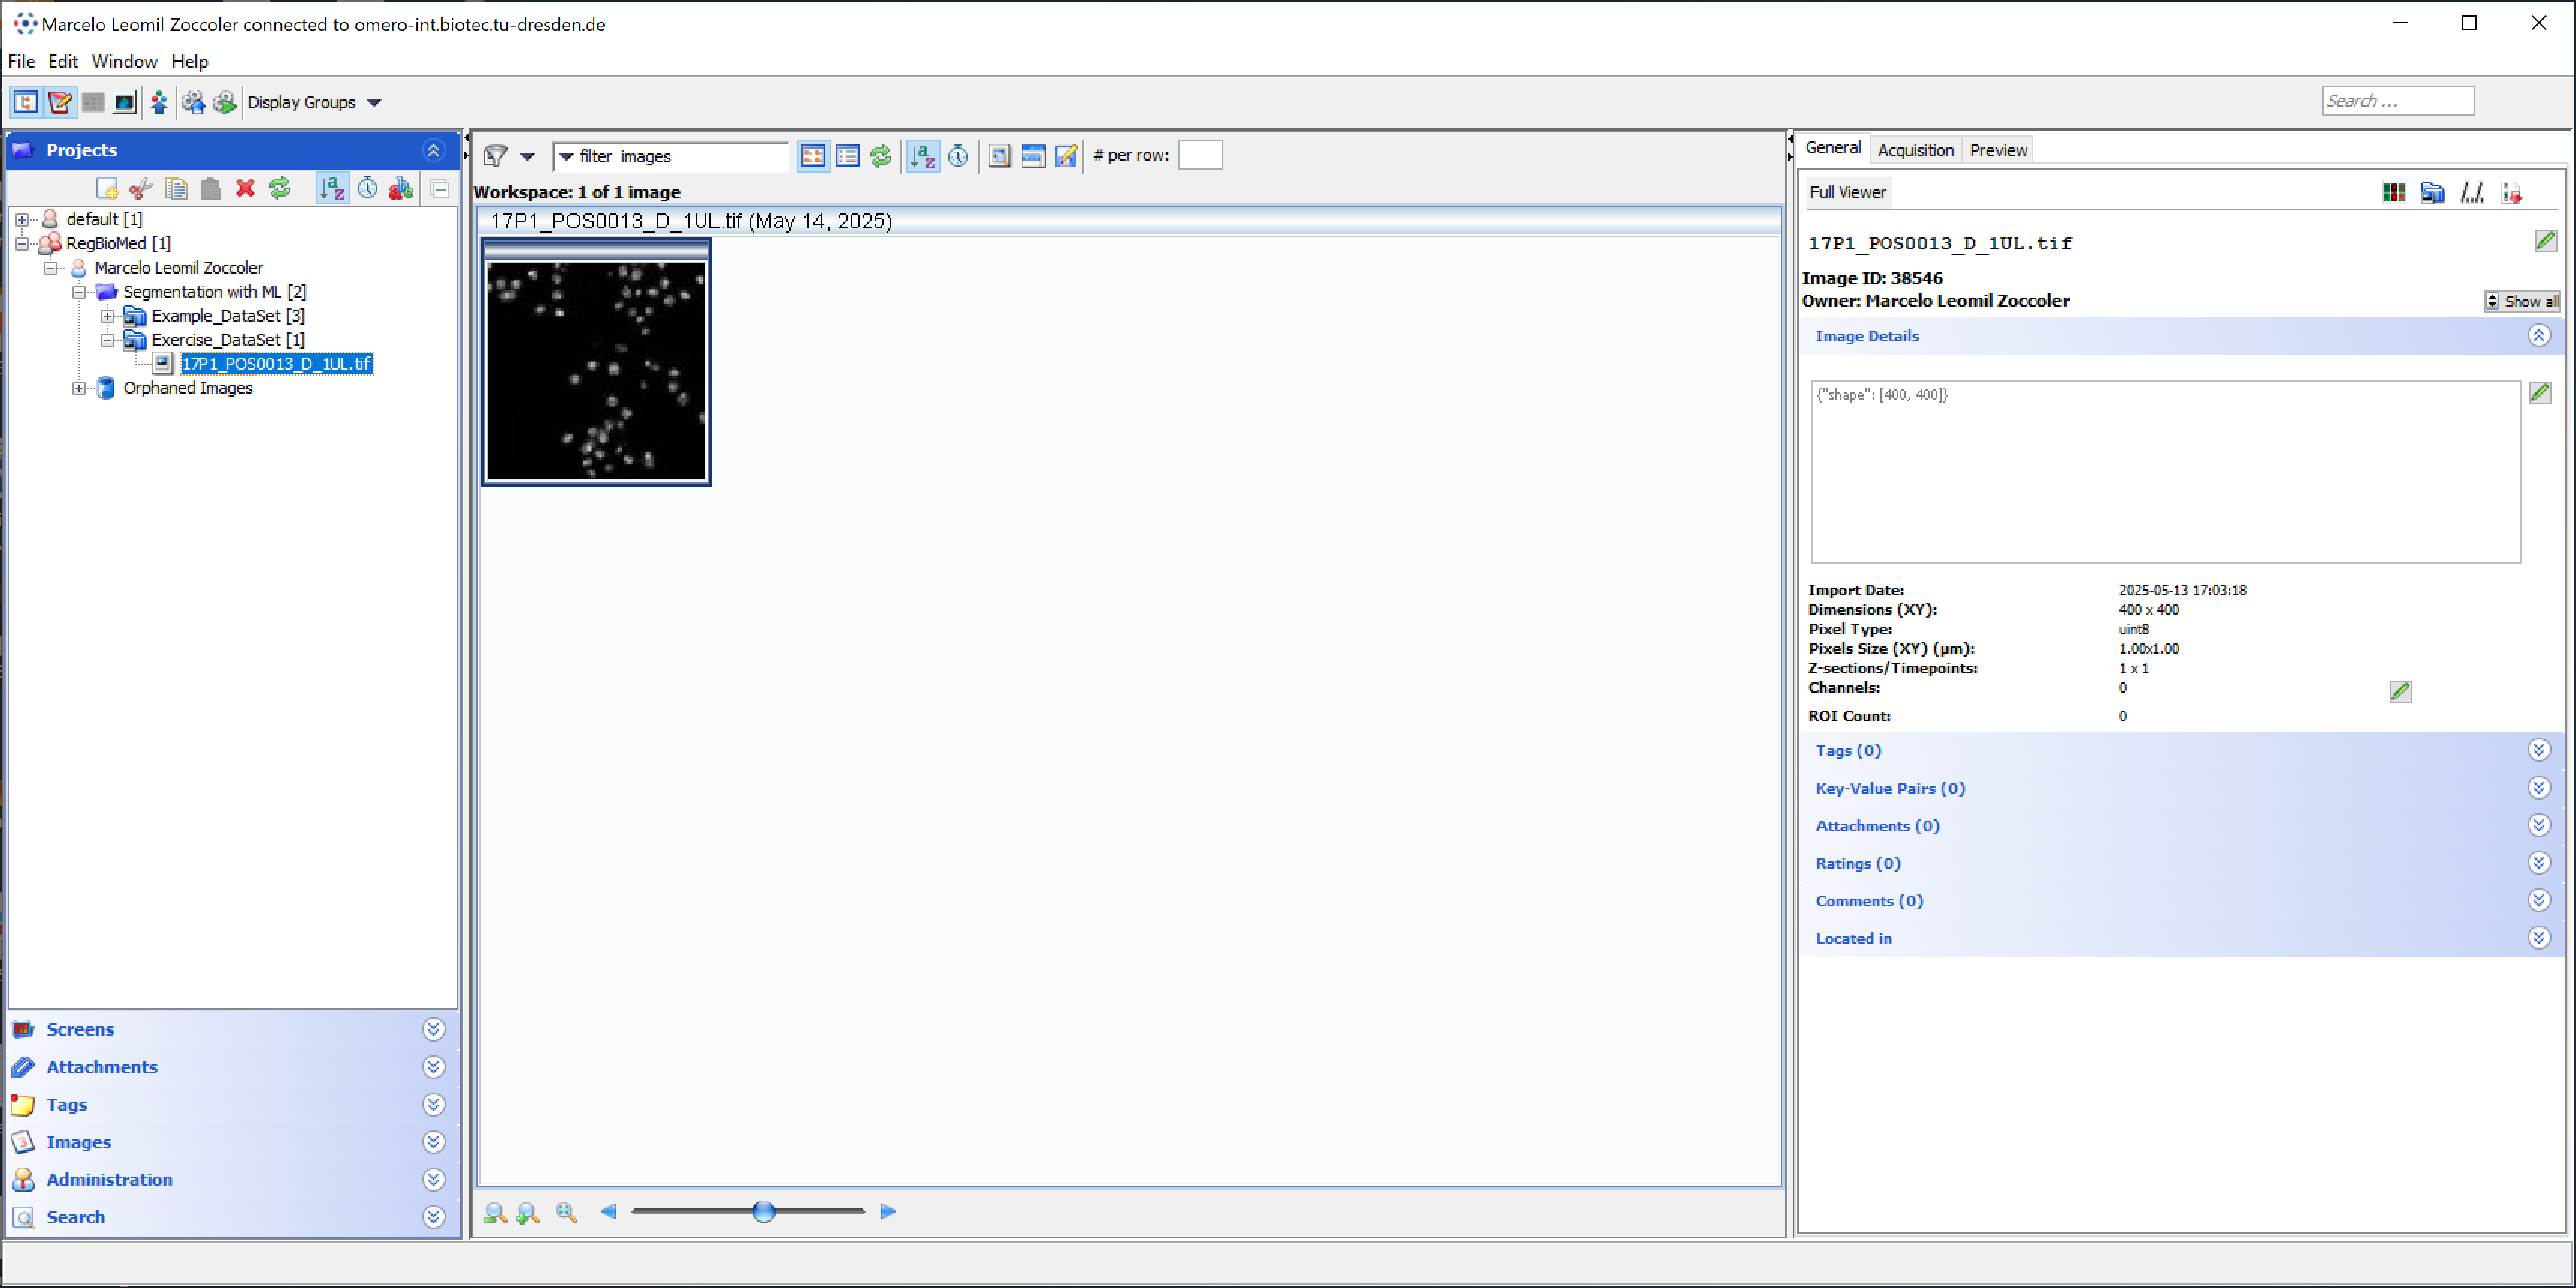 Marcelo Leomil Zoccoler connected to omero-int.biotec.tu-dresden.de
File Edit Window Help
Display Groups
Search ...
Projects
default [1]
RegBioMed [1]
Marcelo Leomil Zoccoler
Segmentation with ML [2]
Example_DataSet [3]
Exercise_DataSet [1]
17P1_POS0013_D_1UL.tif
Orphaned Images
Screens
Attachments
Tags
Images
Administration
Search
filter images
# per row:
Workspace: 1 of 1 image
17P1_POS0013_D_1UL.tif (May 14, 2025)
General Acquisition Preview
Full Viewer
17P1_POS0013_D_1UL.tif
Image ID: 38546
Owner: Marcelo Leomil Zoccoler
Show all
Image Details
{"shape": [400, 400]}
Import Date: 2025-05-13 17:03:18
Dimensions (XY): 400 x 400
Pixel Type: uint8
Pixels Size (XY) (µm): 1.00x1.00
Z-sections/Timepoints: 1 x 1
Channels: 0
ROI Count: 0
Tags (0)
Key-Value Pairs (0)
Attachments (0)
Ratings (0)
Comments (0)
Located in